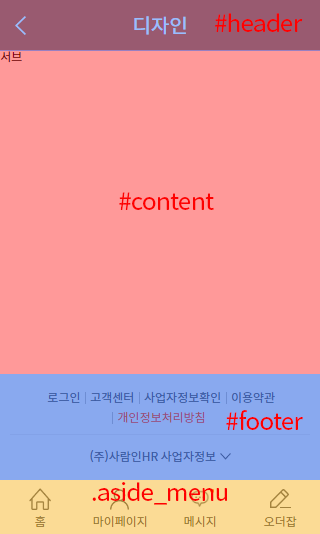 디자인 #header
서브
#content
로그인 | 고객센터 | 사업자정보확인 | 이용약관
| 개인정보처리방침
#footer
(주)사람인HR 사업자정보
.aside_menu
홈 마이페이지 메시지 오더잡